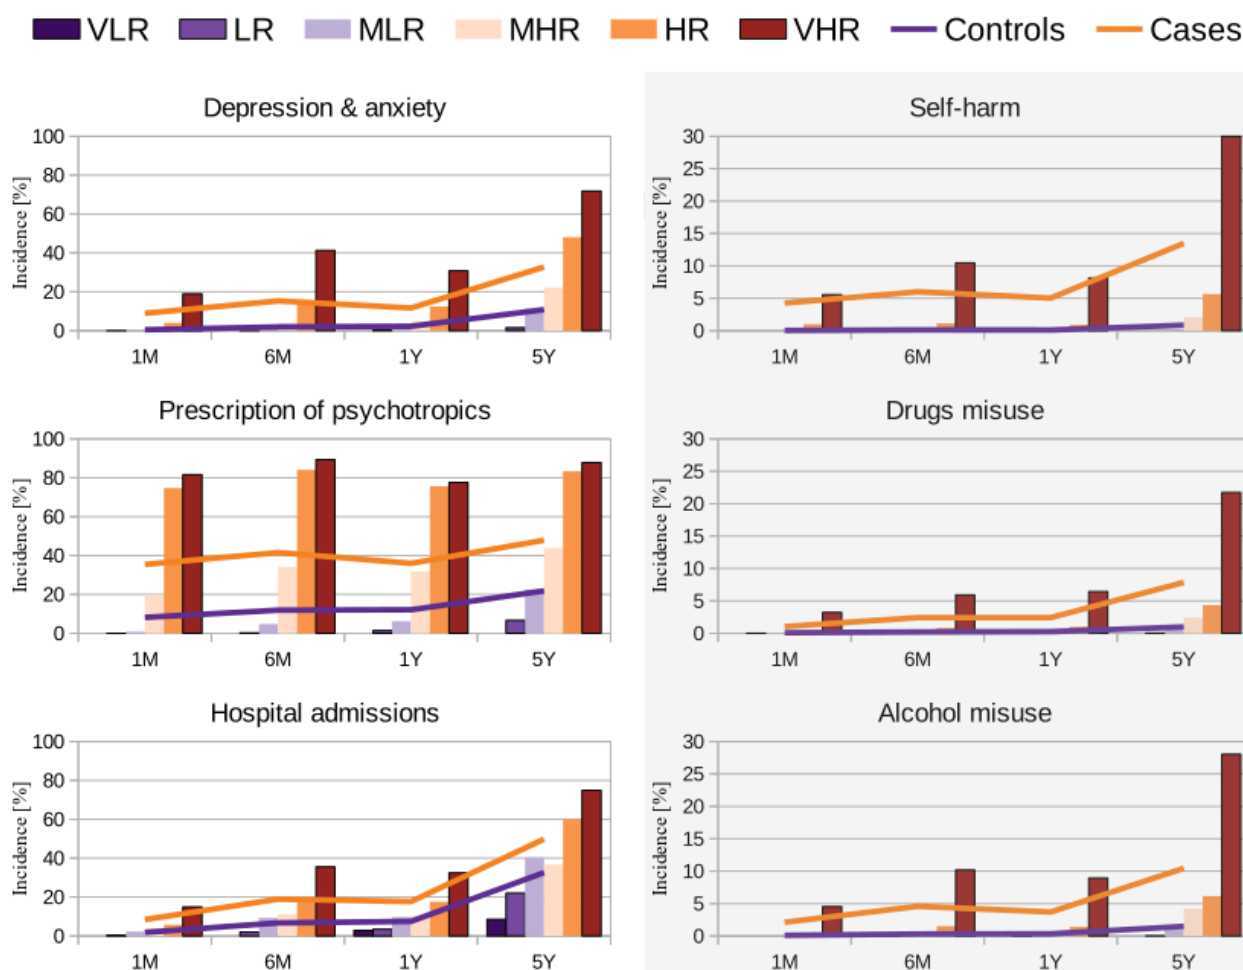 VLR LR MLR MHR HR VHR Controls Cases
Depression & anxiety
Incidence [%]
100
80
60
40
20
0
1M 6M 1Y 5Y
Self-harm
Incidence [%]
30
25
20
15
10
5
0
1M 6M 1Y 5Y
Prescription of psychotropics
Incidence [%]
100
80
60
40
20
0
1M 6M 1Y 5Y
Drugs misuse
Incidence [%]
30
25
20
15
10
5
0
1M 6M 1Y 5Y
Hospital admissions
Incidence [%]
100
80
60
40
20
0
1M 6M 1Y 5Y
Alcohol misuse
Incidence [%]
30
25
20
15
10
5
0
1M 6M 1Y 5Y